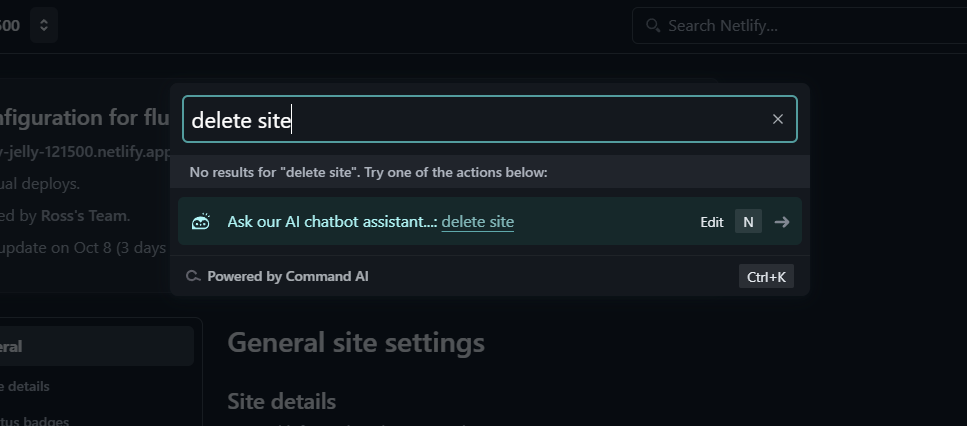 500
Search Netlify...
nfiguration for flu
delete site
y-jelly-121500.netlify.app
No results for "delete site". Try one of the actions below:
ual deploys.
ed by Ross's Team.
Ask our AI chatbot assistant...: delete site Edit N
update on Oct 8 (3 days
Powered by Command AI Ctrl+K
eral
General site settings
e details
Site details
tus badges